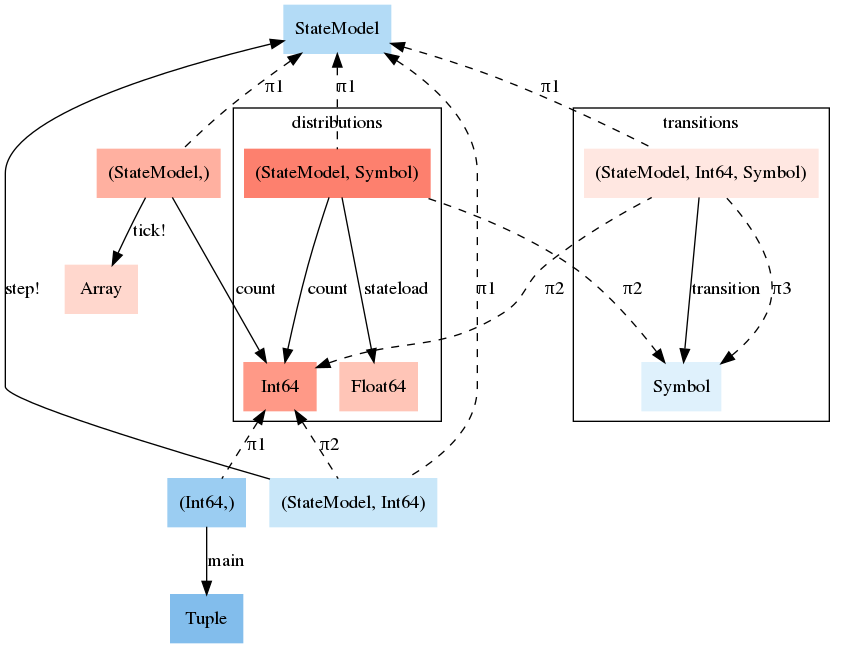 StateModel
π1
π1
π1
distributions
transitions
(StateModel,)
(StateModel, Symbol)
(StateModel, Int64, Symbol)
tick!
Array
step!
count
count
stateload
π1
π2
π2
transition
π3
Int64
Float64
Symbol
π1
π2
(Int64,)
(StateModel, Int64)
main
Tuple